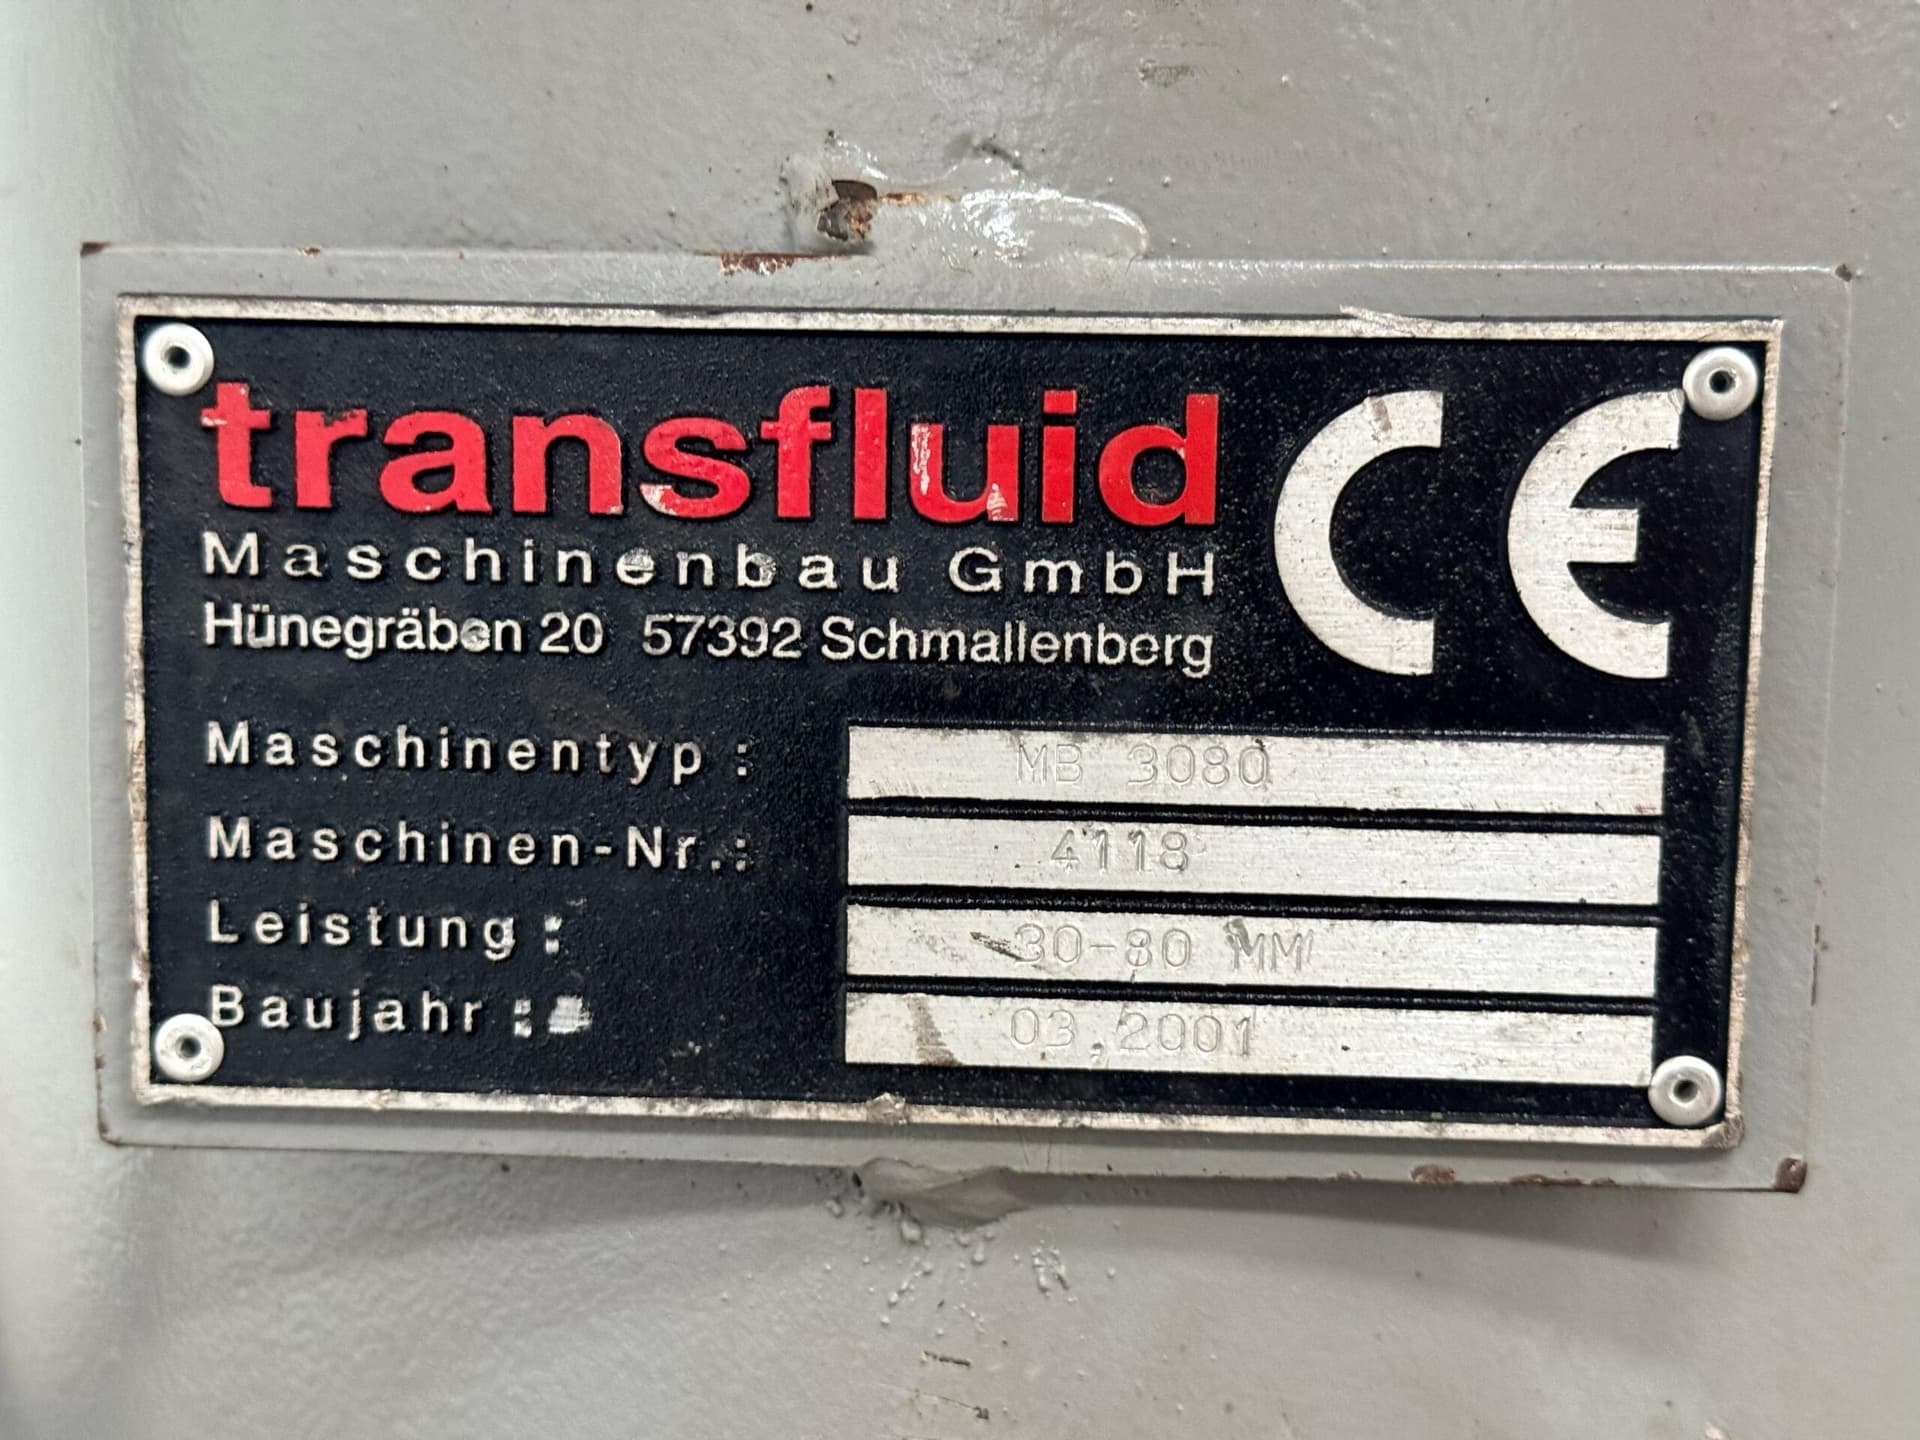 transfluid
Maschinenbau GmbH
Hünegräben 20 57392 Schmallenberg
CE
Maschinentyp : MB 3080
Maschinen-Nr.: 4118
Leistung : 30-80 MM
Baujahr : 03.2001